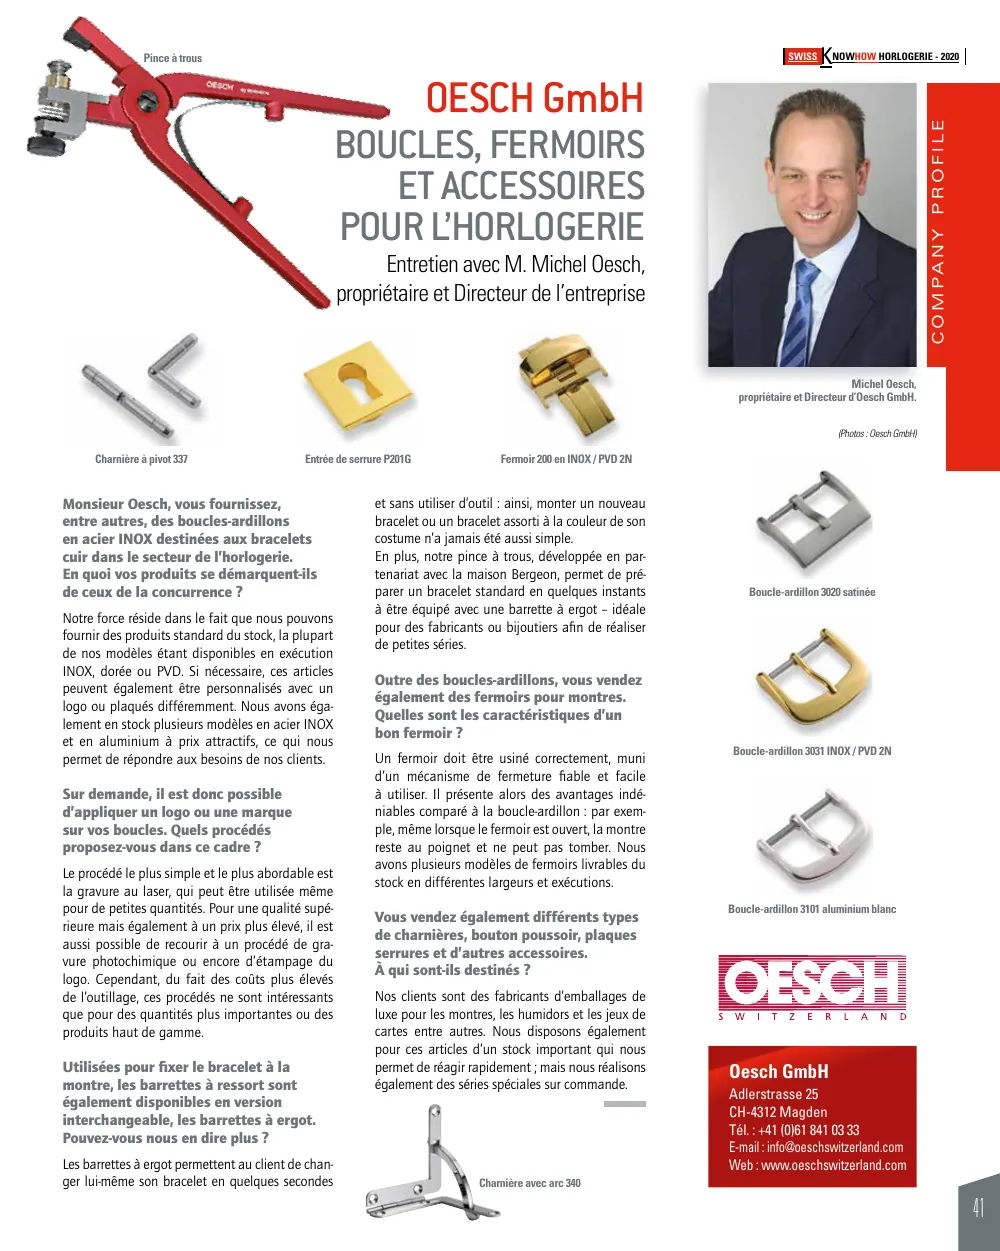 Pince à trous
SWISS KNOWHOW HORLOGERIE - 2020
OESCH GmbH
BOUCLES, FERMOIRS
ET ACCESSOIRES
POUR L'HORLOGERIE
Entretien avec M. Michel Oesch,
propriétaire et Directeur de l'entreprise
COMPANY PROFILE
Michel Oesch,
propriétaire et Directeur d'Oesch GmbH.
(Photos : Oesch GmbH)
Charnière à pivot 337
Entrée de serrure P201G
Fermoir 200 en INOX / PVD 2N
Monsieur Oesch, vous fournissez,
entre autres, des boucles-ardillons
en acier INOX destinées aux bracelets
cuir dans le secteur de l'horlogerie.
En quoi vos produits se démarquent-ils
de ceux de la concurrence ?
Notre force réside dans le fait que nous pouvons
fournir des produits standard du stock, la plupart
de nos modèles étant disponibles en exécution
INOX, dorée ou PVD. Si nécessaire, ces articles
peuvent également être personnalisés avec un
logo ou plaqués différemment. Nous avons éga-
lement en stock plusieurs modèles en acier INOX
et en aluminium à prix attractifs, ce qui nous
permet de répondre aux besoins de nos clients.
Sur demande, il est donc possible
d'appliquer un logo ou une marque
sur vos boucles. Quels procédés
proposez-vous dans ce cadre ?
Le procédé le plus simple et le plus abordable est
la gravure au laser, qui peut être utilisée même
pour de petites quantités. Pour une qualité supé-
rieure mais également à un prix plus élevé, il est
aussi possible de recourir à un procédé de gra-
vure photochimique ou encore d'étampage du
logo. Cependant, du fait des coûts plus élevés
de l'outillage, ces procédés ne sont intéressants
que pour des quantités plus importantes ou des
produits haut de gamme.
Utilisées pour fixer le bracelet à la
montre, les barrettes à ressort sont
également disponibles en version
interchangeable, les barrettes à ergot.
Pouvez-vous nous en dire plus ?
Les barrettes à ergot permettent au client de chan-
ger lui-même son bracelet en quelques secondes
et sans utiliser d'outil : ainsi, monter un nouveau
bracelet ou un bracelet assorti à la couleur de son
costume n'a jamais été aussi simple.
En plus, notre pince à trous, développée en par-
tenariat avec la maison Bergeon, permet de pré-
parer un bracelet standard en quelques instants
à être équipé avec une barrette à ergot – idéale
pour des fabricants ou bijoutiers afin de réaliser
de petites séries.
Outre des boucles-ardillons, vous vendez
également des fermoirs pour montres.
Quelles sont les caractéristiques d'un
bon fermoir ?
Un fermoir doit être usiné correctement, muni
d'un mécanisme de fermeture fiable et facile
à utiliser. Il présente alors des avantages indé-
niables comparé à la boucle-ardillon : par exem-
ple, même lorsque le fermoir est ouvert, la montre
reste au poignet et ne peut pas tomber. Nous
avons plusieurs modèles de fermoirs livrables du
stock en différentes largeurs et exécutions.
Vous vendez également différents types
de charnières, bouton poussoir, plaques
serrures et d'autres accessoires.
À qui sont-ils destinés ?
Nos clients sont des fabricants d'emballages de
luxe pour les montres, les humidors et les jeux de
cartes entre autres. Nous disposons également
pour ces articles d'un stock important qui nous
permet de réagir rapidement ; mais nous réalisons
également des séries spéciales sur commande.
Charnière avec arc 340
Boucle-ardillon 3020 satinée
Boucle-ardillon 3031 INOX / PVD 2N
Boucle-ardillon 3101 aluminium blanc
OESCH
SWITZERLAND
Oesch GmbH
Adlerstrasse 25
CH-4312 Magden
Tél. : +41 (0)61 841 03 33
E-mail : info@oeschswitzerland.com
Web : www.oeschswitzerland.com
41